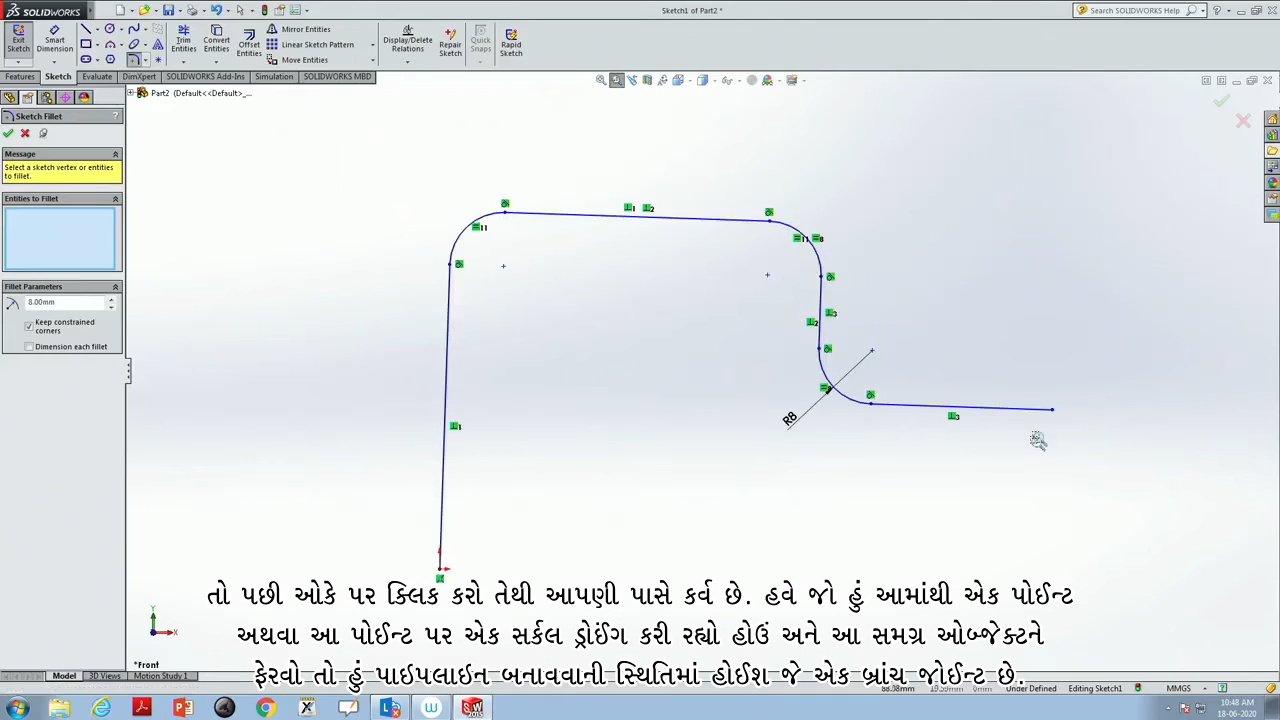 SOLIDWORKS
Sketch1 of Part2 *
Search SOLIDWORKS Help
Exit Sketch
Smart Dimension
Trim Entities
Convert Entities
Offset Entities
Mirror Entities
Linear Sketch Pattern
Move Entities
Display/Delete Relations
Repair Sketch
Quick Snaps
Rapid Sketch
Features Sketch Evaluate DimXpert SOLIDWORKS Add-Ins Simulation SOLIDWORKS MBD
Part2 (Default<<Default>_...
Sketch Fillet
Message
Select a sketch vertex or entities
to fillet.
Entities to Fillet
Fillet Parameters
8.00mm
Keep constrained
corners
Dimension each fillet
R8
તો પછી ઓકે પર ક્લિક કરો તેથી આપણી પાસે કર્વ છે. હવે જો હું આમાંથી એક પોઈન્ટ
અથવા આ પોઈન્ટ પર એક સર્કલ ડ્રોઈંગ કરી રહ્યો હોઉં અને આ સમગ્ર ઓબ્જેક્ટને
ફેરવો તો હું પાઇપલાઇન બનાવવાની સ્થિતિમાં હોઈશ જે એક બ્રાંચ જોઈન્ટ છે.
Y
X
*Front
Model 3D Views Motion Study 1
Under Defined Editing Sketch1 MMGS
10:48 AM
18-06-2020